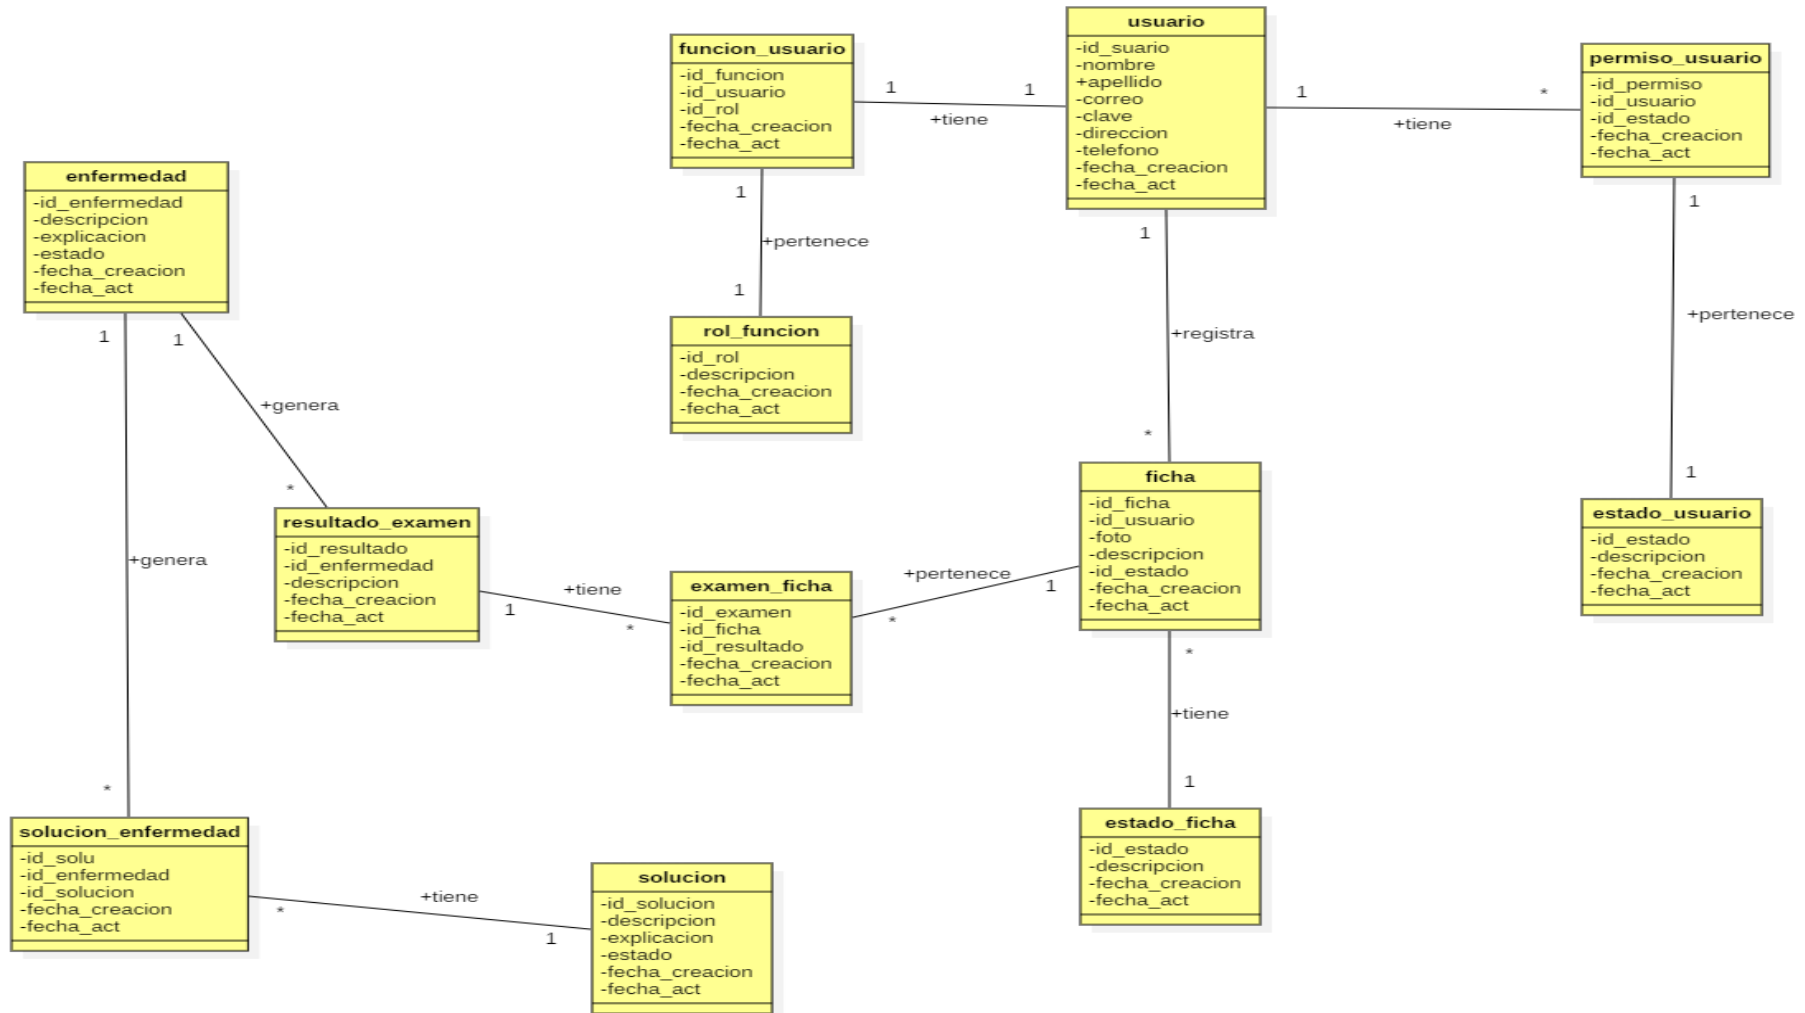 usuario
-id_suario
-nombre
+apellido
-correo
-clave
-direccion
-telefono
-fecha_creacion
-fecha_act
funcion_usuario
-id_funcion
-id_usuario
-id_rol
-fecha_creacion
-fecha_act
1
1
+tiene
permiso_usuario
-id_permiso
-id_usuario
-id_estado
-fecha_creacion
-fecha_act
1
*
+tiene
enfermedad
-id_enfermedad
-descripcion
-explicacion
-estado
-fecha_creacion
-fecha_act
1
+pertenece
1
rol_funcion
-id_rol
-descripcion
-fecha_creacion
-fecha_act
1
+registra
*
1
+pertenece
1
1
1
+genera
*
+genera
*
resultado_examen
-id_resultado
-id_enfermedad
-descripcion
-fecha_creacion
-fecha_act
+tiene
1
*
examen_ficha
-id_examen
-id_ficha
-id_resultado
-fecha_creacion
-fecha_act
+pertenece
1
*
ficha
-id_ficha
-id_usuario
-foto
-descripcion
-id_estado
-fecha_creacion
-fecha_act
estado_usuario
-id_estado
-descripcion
-fecha_creacion
-fecha_act
*
+tiene
1
estado_ficha
-id_estado
-descripcion
-fecha_creacion
-fecha_act
solucion_enfermedad
-id_solu
-id_enfermedad
-id_solucion
-fecha_creacion
-fecha_act
+tiene
*
1
solucion
-id_solucion
-descripcion
-explicacion
-estado
-fecha_creacion
-fecha_act